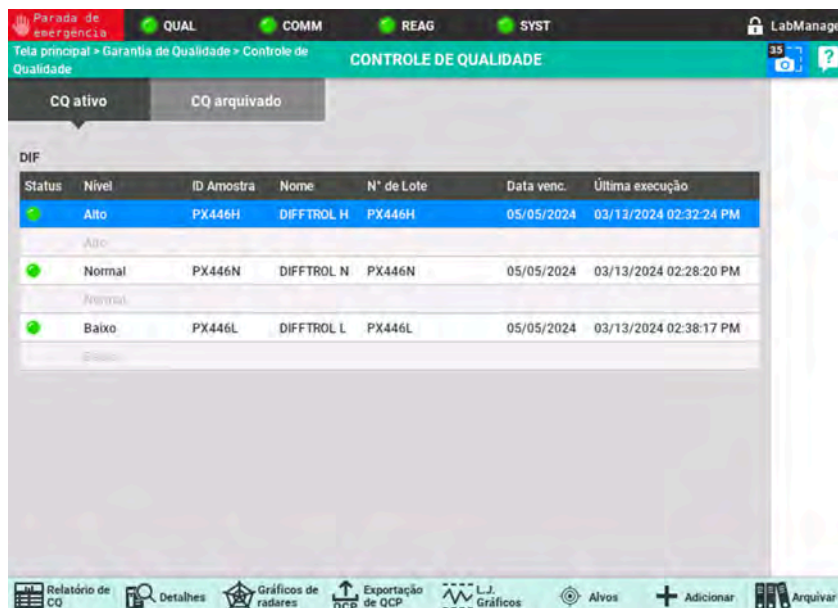 Parada de emergência QUAL COMM REAG SYST LabManage
Tela principal > Garantia de Qualidade > Controle de Qualidade
CONTROLE DE QUALIDADE
35 ?
CQ ativo CQ arquivado
DIF
Status Nível ID Amostra Nome N° de Lote Data venc. Última execução
Alto PX446H DIFFTROL H PX446H 05/05/2024 03/13/2024 02:32:24 PM
Alto
Normal PX446N DIFFTROL N PX446N 05/05/2024 03/13/2024 02:28:20 PM
Normal
Baixo PX446L DIFFTROL L PX446L 05/05/2024 03/13/2024 02:38:17 PM
Baixo
Relatório de CQ Detalhes Gráficos de radares QCP Exportação de QCP L.J. Gráficos Alvos Adicionar Arquivar